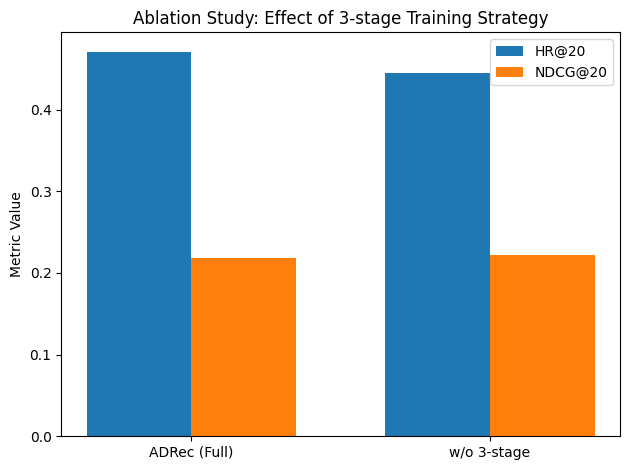 Ablation Study: Effect of 3-stage Training Strategy
HR@20
NDCG@20
Metric Value
0.4
0.3
0.2
0.1
0.0
ADRec (Full)
w/o 3-stage